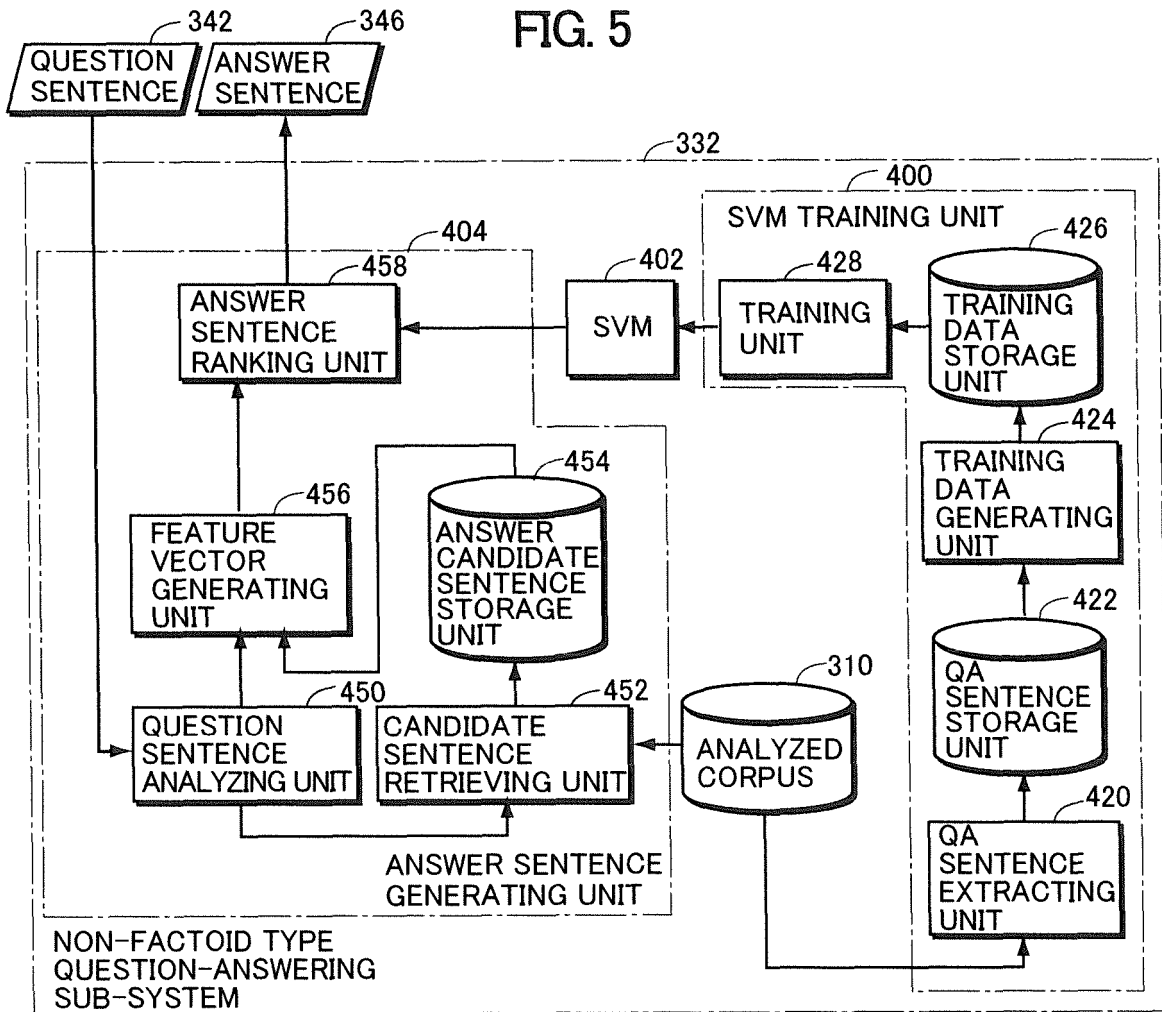 FIG. 5
342
346
QUESTION
SENTENCE
ANSWER
SENTENCE
332
400
SVM TRAINING UNIT
404
458
ANSWER
SENTENCE
RANKING UNIT
402
SVM
428
TRAINING
UNIT
426
TRAINING
DATA
STORAGE
UNIT
424
TRAINING
DATA
GENERATING
UNIT
454
ANSWER
CANDIDATE
SENTENCE
STORAGE
UNIT
456
FEATURE
VECTOR
GENERATING
UNIT
422
QA
SENTENCE
STORAGE
UNIT
450
QUESTION
SENTENCE
ANALYZING UNIT
452
CANDIDATE
SENTENCE
RETRIEVING UNIT
310
ANALYZED
CORPUS
420
QA
SENTENCE
EXTRACTING
UNIT
ANSWER SENTENCE
GENERATING UNIT
NON-FACTOID TYPE
QUESTION-ANSWERING
SUB-SYSTEM